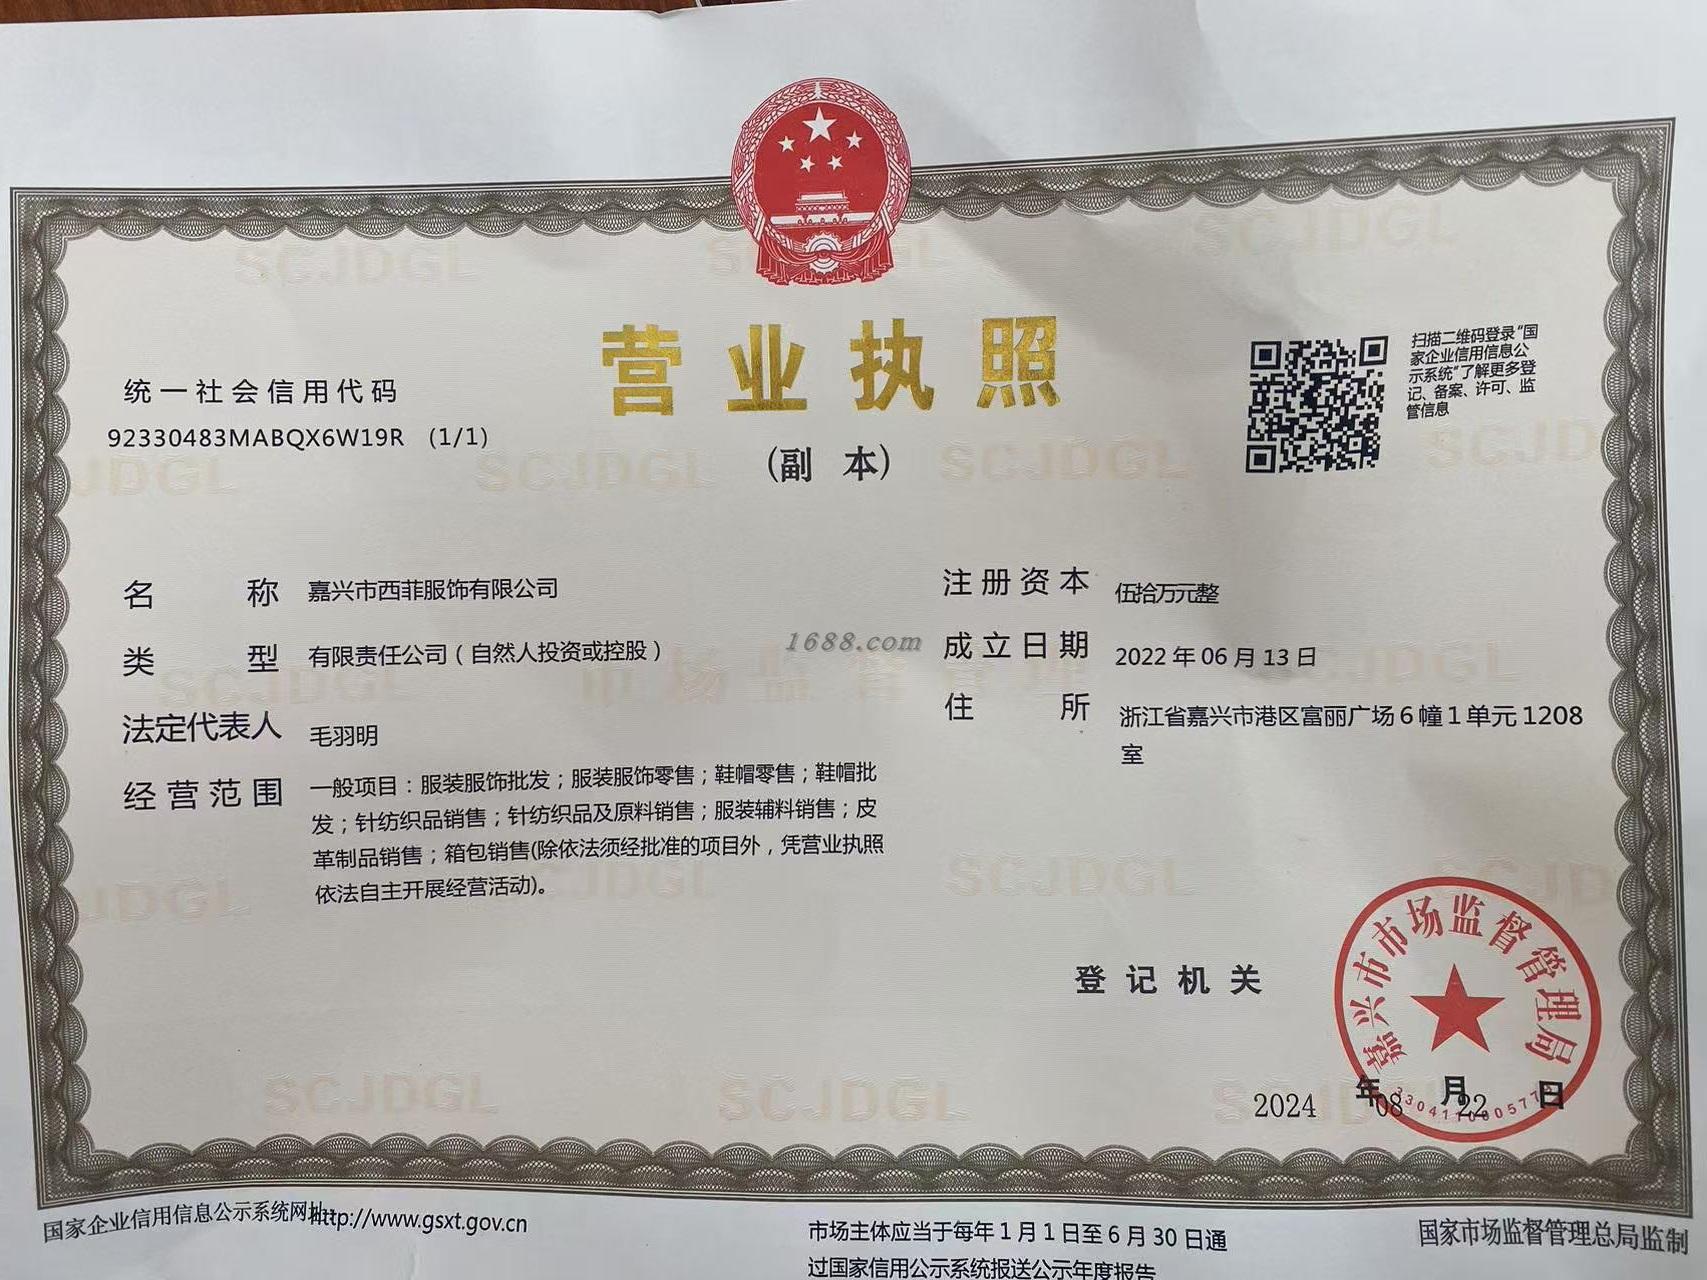 营业执照
(副 本)
统一社会信用代码
92330483MABQX6W19R (1/1)
扫描二维码登录“国
家企业信用信息公
示系统”了解更多登
记、备案、许可、监
管信息
名 称 嘉兴市西菲服饰有限公司
类 型 有限责任公司（自然人投资或控股）
法定代表人 毛羽明
经营范围 一般项目：服装服饰批发；服装服饰零售；鞋帽零售；鞋帽批
发；针纺织品销售；针纺织品及原料销售；服装辅料销售；皮
革制品销售；箱包销售(除依法须经批准的项目外，凭营业执照
依法自主开展经营活动)。
注册资本 伍拾万元整
成立日期 2022 年 06 月 13 日
住 所 浙江省嘉兴市港区富丽广场 6 幢 1 单元 1208
室
1688.com
SCJDGL
市场监督管理
登记机关
嘉兴市市场监督管理局
2024 年 08 月 22 日
国家企业信用信息公示系统网址: http://www.gsxt.gov.cn
市场主体应当于每年 1 月 1 日至 6 月 30 日通
过国家信用公示系统报送公示年度报告
国家市场监督管理总局监制